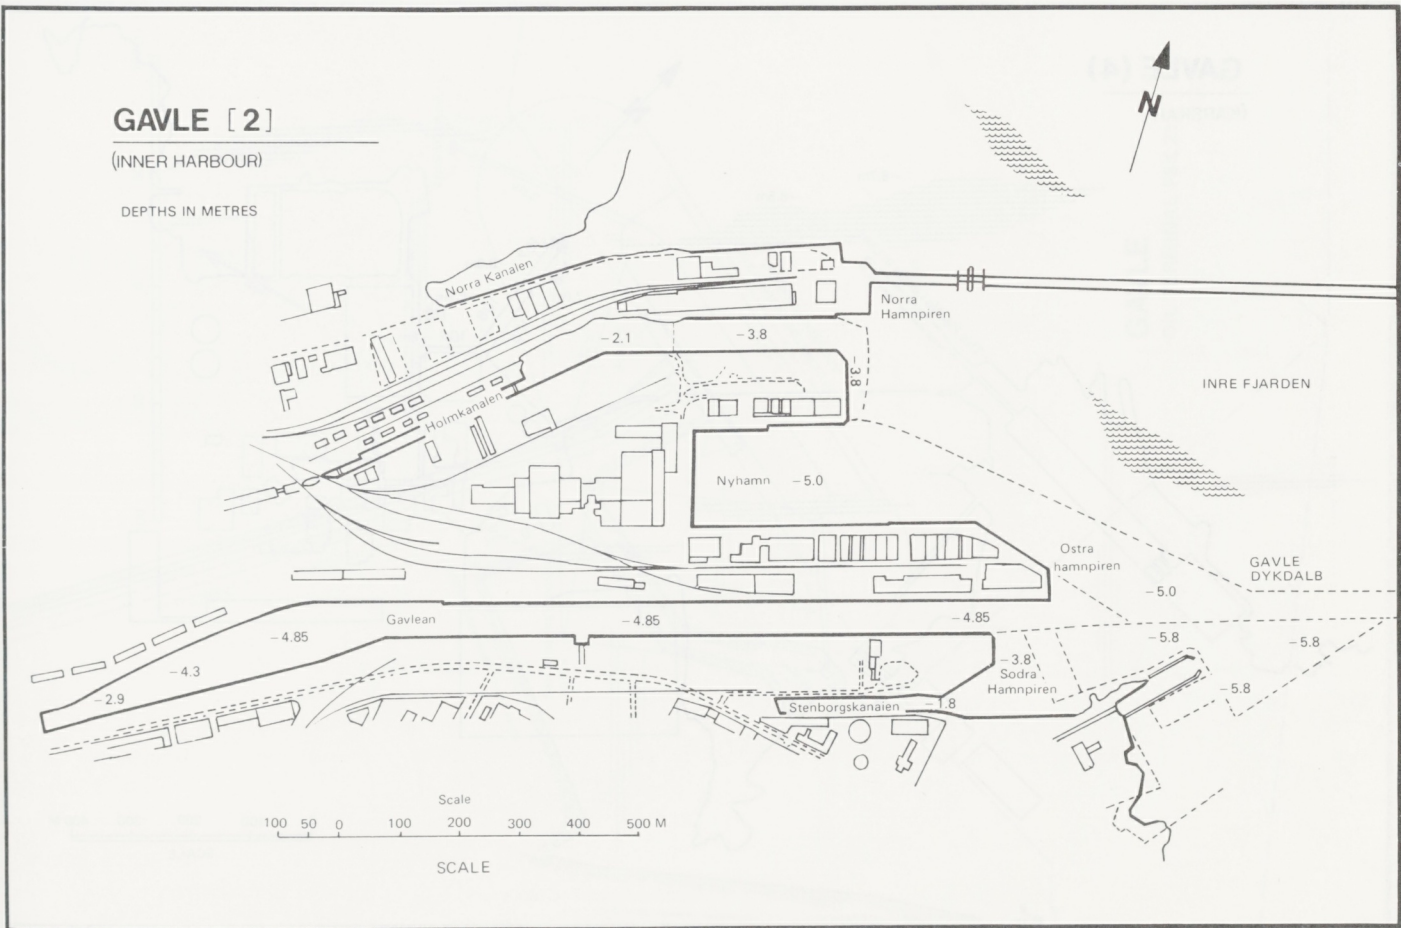 GAVLE [2]
(INNER HARBOUR)
DEPTHS IN METRES
N
Norra Kanalen
Norra
Hamnpiren
-2.1
-3.8
-3.8
INRE FJARDEN
Holmkanalen
Nyhamn -5.0
Ostra
hamnpiren
GAVLE
DYKDALB
-5.0
Gavlean
-4.85
-4.85
-4.85
-5.8
-5.8
-4.3
-3.8
Sodra
Hamnpiren
-5.8
-2.9
Stenborgskanaien
-1.8
Scale
100 50 0 100 200 300 400 500 M
SCALE